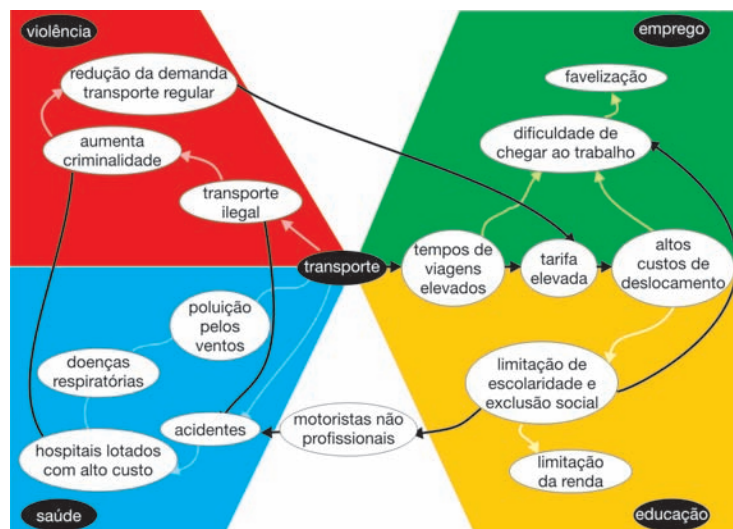 violência
redução da demanda
transporte regular
aumenta
criminalidade
transporte
ilegal
emprego
favelização
dificuldade de
chegar ao trabalho
transporte
tempos de
viagens
elevados
tarifa
elevada
altos
custos de
deslocamento
poluição
pelos
ventos
doenças
respiratórias
acidentes
hospitais lotados
com alto custo
saúde
motoristas não
profissionais
limitação de
escolaridade e
exclusão social
limitação
da renda
educação